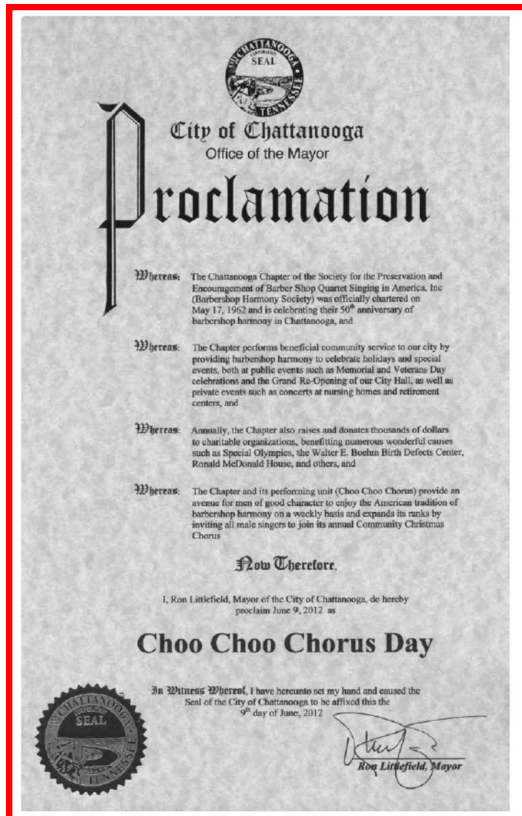 CHATTANOOGA
SEAL
TENNESSEE
City of Chattanooga
Office of the Mayor
Proclamation
Whereas: The Chattanooga Chapter of the Society for the Preservation and
Encouragement of Barber Shop Quartet Singing in America, Inc
(Barbershop Harmony Society) was officially chartered on
May 17, 1962 and is celebrating their 50th anniversary of
barbershop harmony in Chattanooga, and
Whereas: The Chapter performs beneficial community service to our city by
providing barbershop harmony to celebrate holidays and special
events, both at public events such as Memorial and Veterans Day
celebrations and the Grand Re-Opening of our City Hall, as well as
private events such as concerts at nursing homes and retirement
centers, and
Whereas: Annually, the Chapter also raises and donates thousands of dollars
to charitable organizations, benefitting numerous wonderful causes
such as Special Olympics, the Walter E. Boehm Birth Defects Center,
Ronald McDonald House, and others, and
Whereas: The Chapter and its performing unit (Choo Choo Chorus) provide an
avenue for men of good character to enjoy the American tradition of
barbershop harmony on a weekly basis and expands its ranks by
inviting all male singers to join its annual Community Christmas
Chorus
Now Therefore,
I, Ron Littlefield, Mayor of the City of Chattanooga, do hereby
proclaim June 9, 2012 as
Choo Choo Chorus Day
In Witness Whereof, I have hereunto set my hand and caused the
Seal of the City of Chattanooga to be affixed this the
9th day of June, 2012
CHATTANOOGA
SEAL
TENNESSEE
Ron Littlefield, Mayor